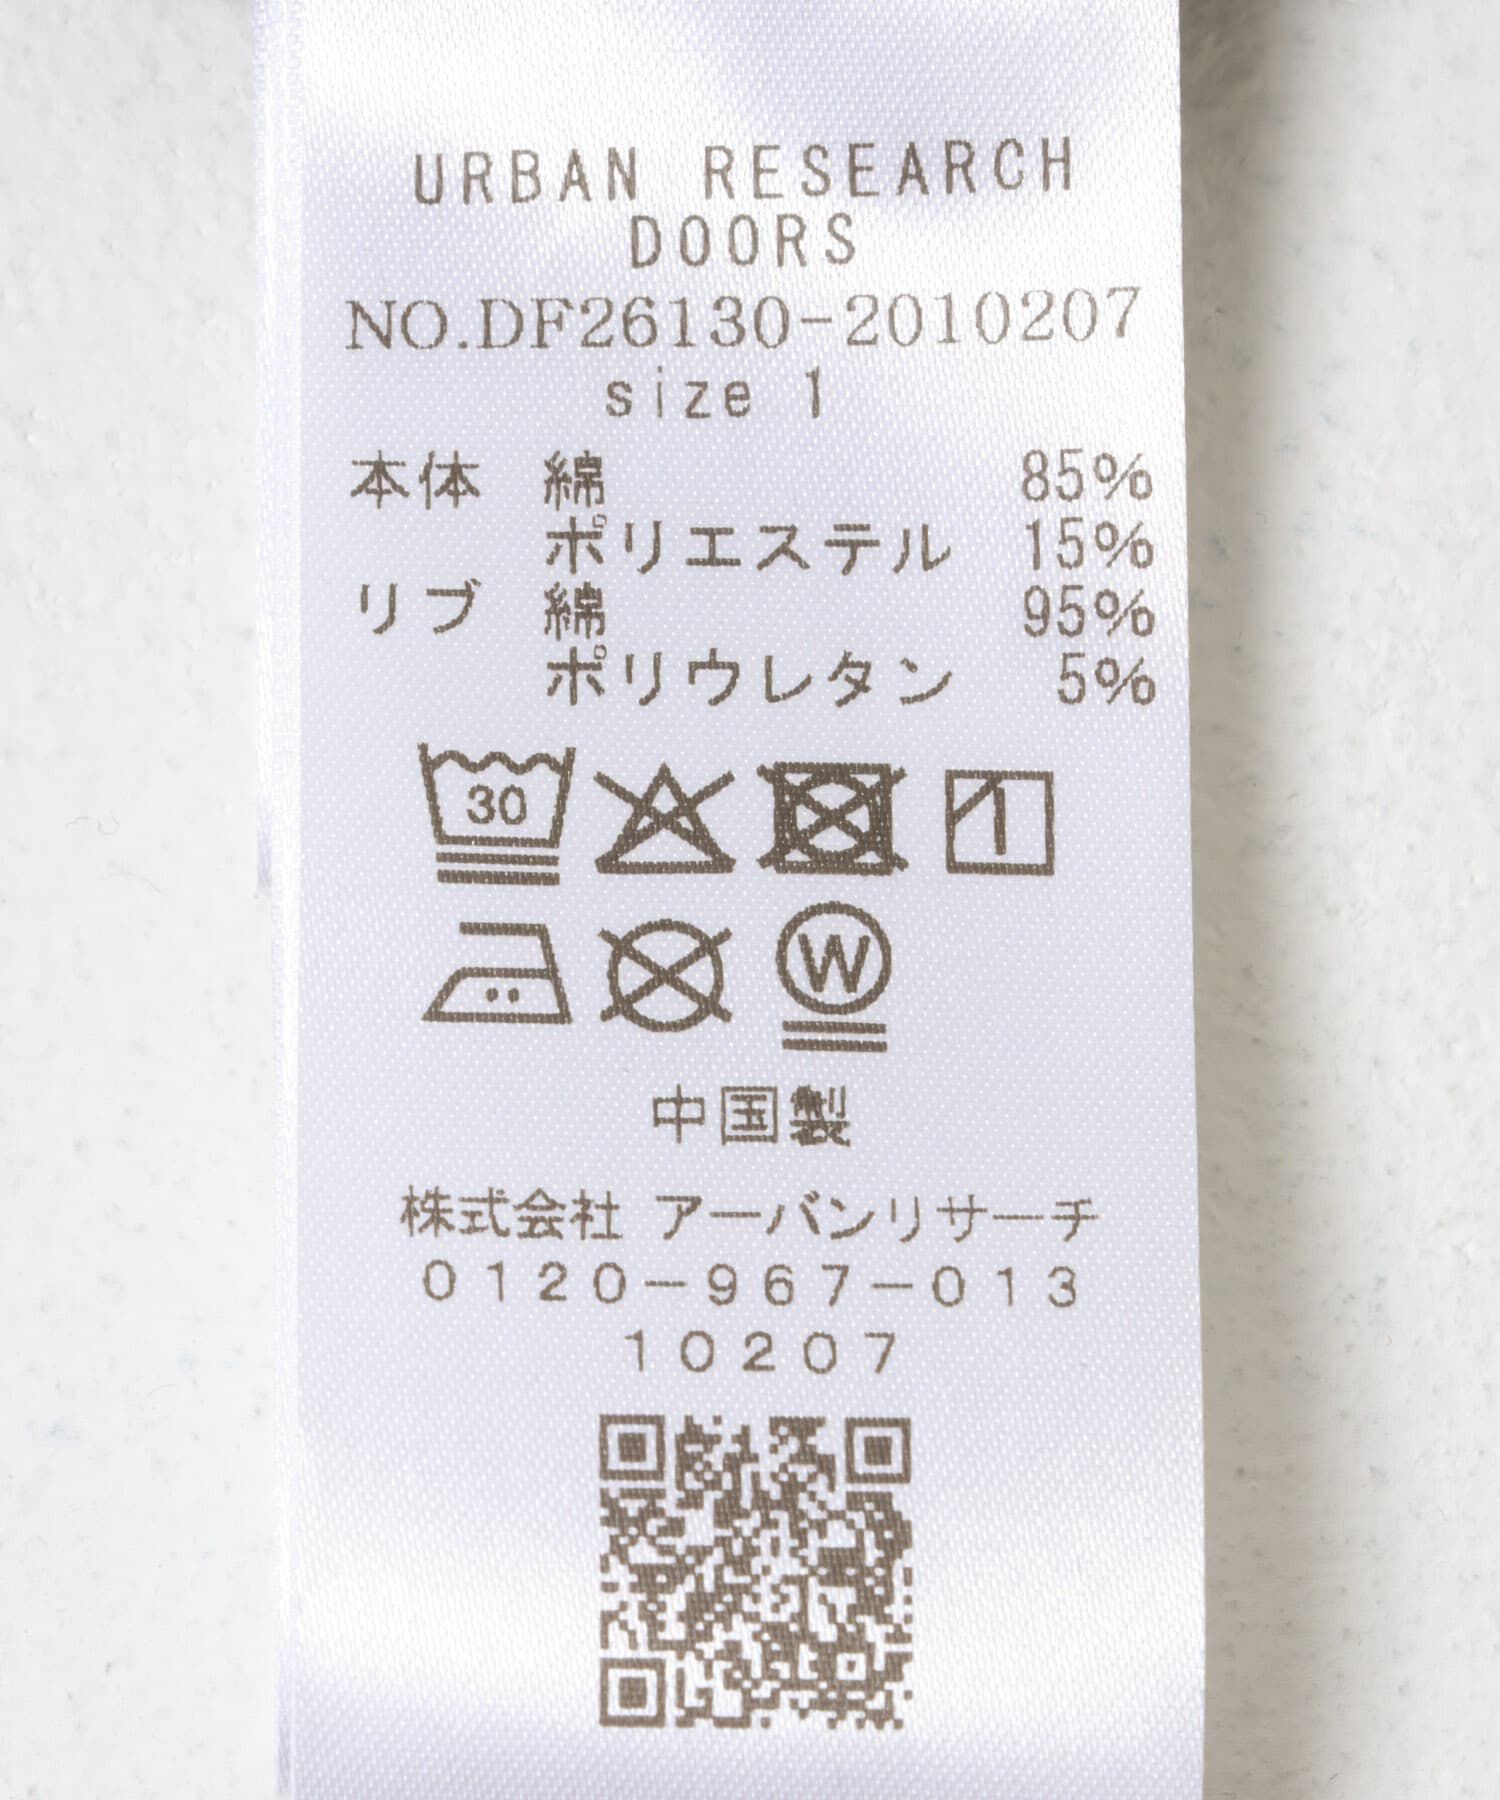 URBAN RESEARCH
DOORS
NO.DF26130-2010207
size 1
本体 綿 85%
ポリエステル 15%
リブ 綿 95%
ポリウレタン 5%
30
1
W
中国製
株式会社 アーバンリサーチ
0120-967-013
10207